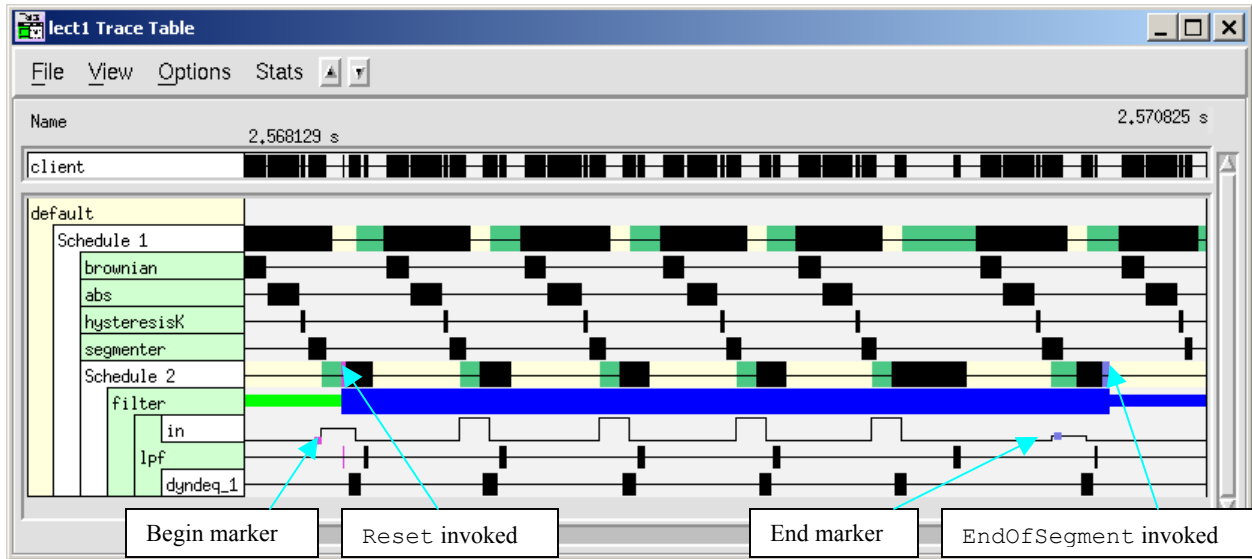 lect1 Trace Table
File View Options Stats
Name
2.568129 s
2.570825 s
client
default
Schedule 1
brownian
abs
hysteresisK
segmenter
Schedule 2
filter
in
lpf
dyndeq_1
Begin marker
Reset invoked
End marker
EndOfSegment invoked